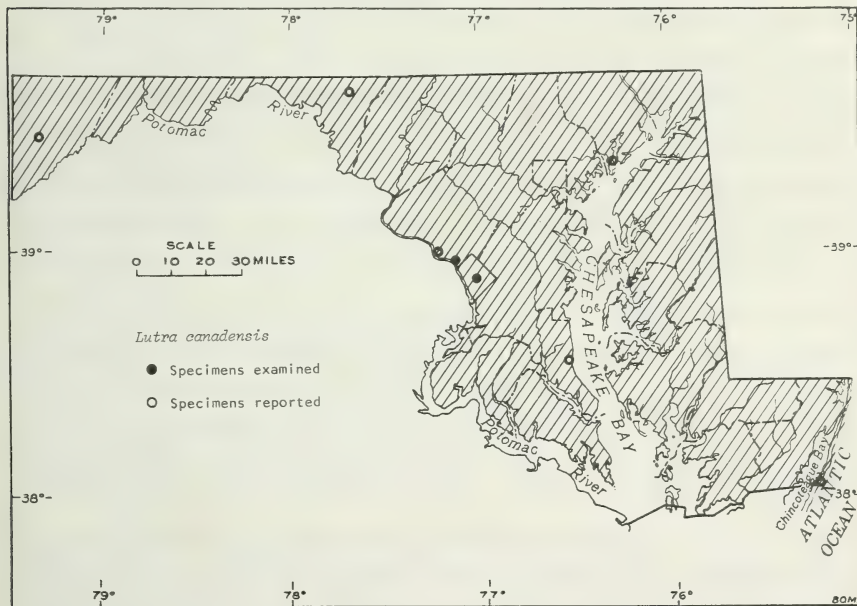 79° 78° 77° 76° 75°
Potomac River
39° 39°
SCALE
0 10 20 30 MILES
CHESAPEAKE BAY
Lutra canadensis
● Specimens examined
○ Specimens reported
Potomac River
Chincoteague Bay
ATLANTIC OCEAN
38° 38°
79° 78° 77° 76° 80M